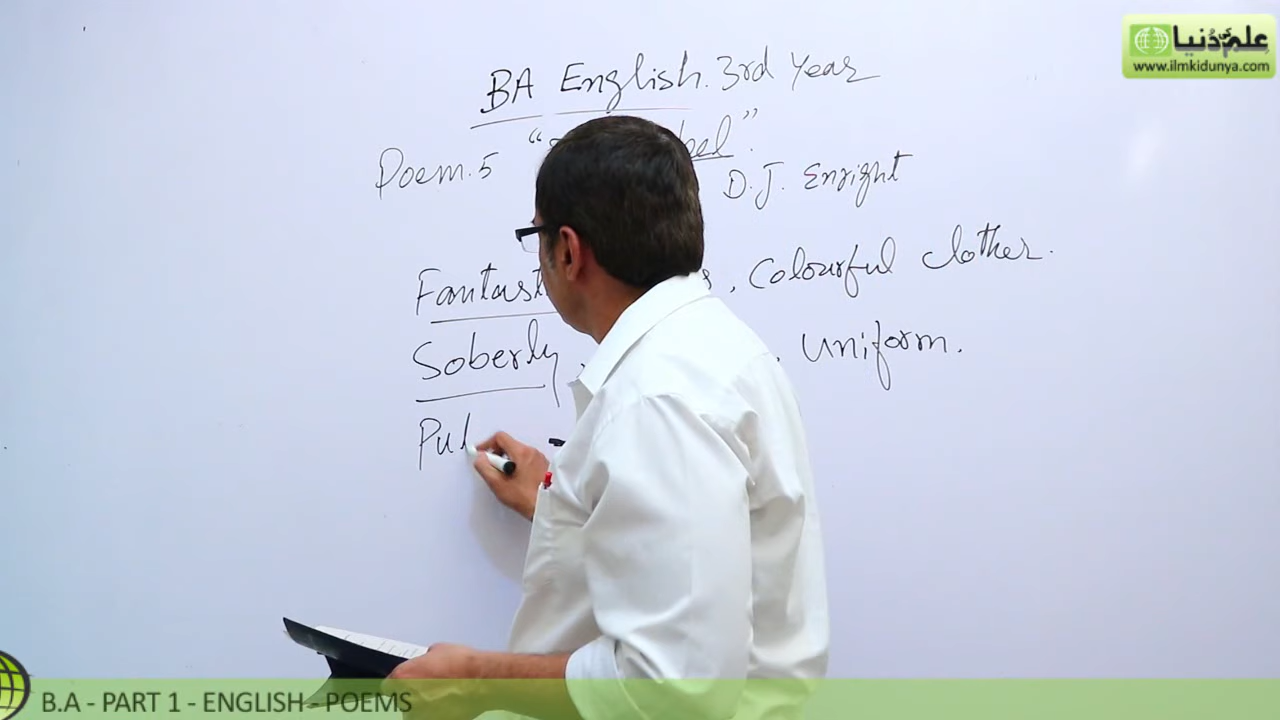 علم کی دنیا
www.ilmkidunya.com
BA English. 3rd Year
Poem. 5
D.J. Enright
Colourful clothes.
Soberly
uniform.
B.A - PART 1 - ENGLISH - POEMS